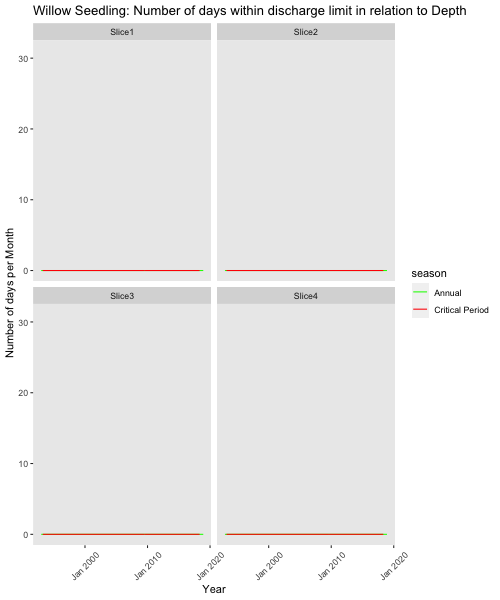 Willow Seedling: Number of days within discharge limit in relation to Depth
Slice1
Slice2
30
20
10
0
Number of days per Month
Slice3
Slice4
30
20
10
0
Jan 2000
Jan 2010
Jan 2020
Jan 2000
Jan 2010
Jan 2020
Year
season
Annual
Critical Period